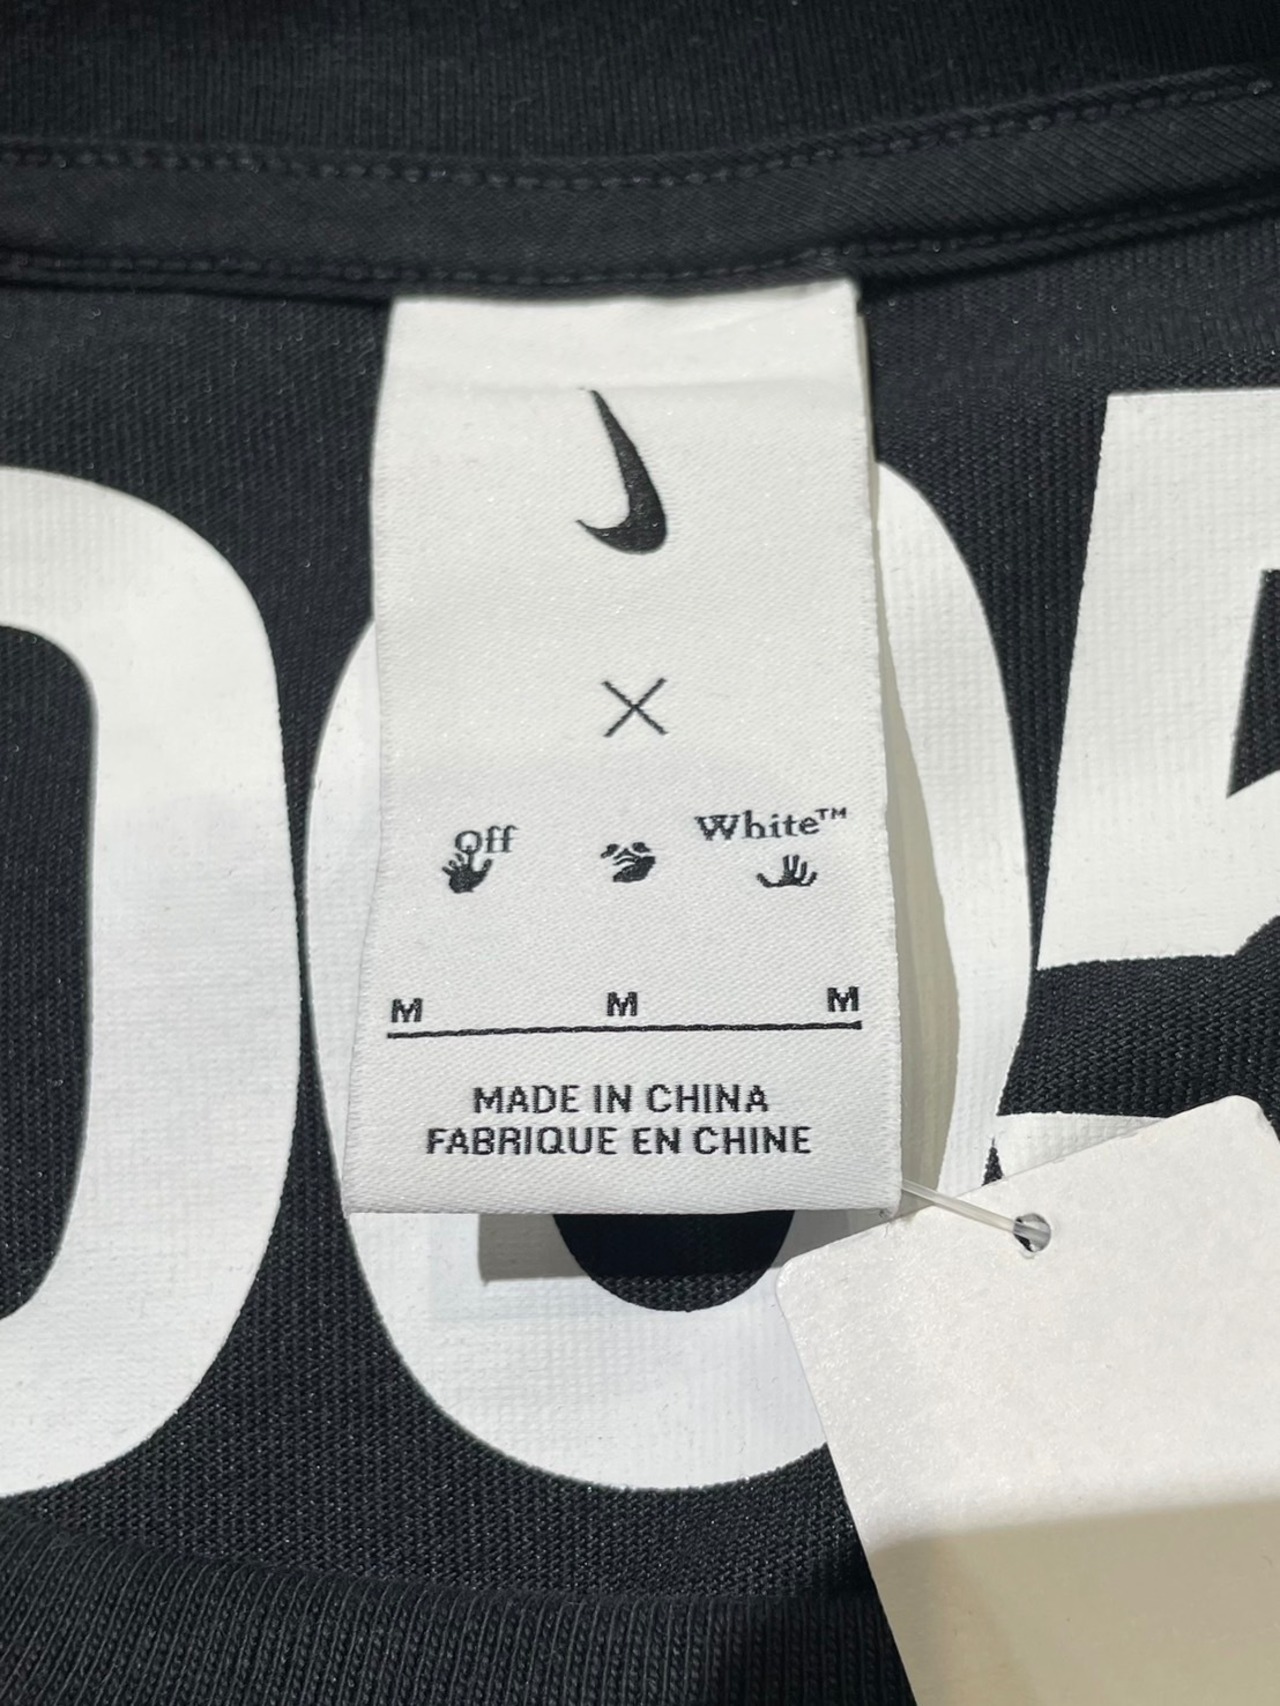 Off White™
M M M
MADE IN CHINA
FABRIQUE EN CHINE